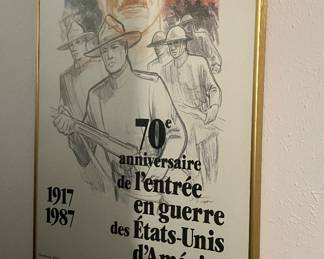 70e
anniversaire
de l'entrée
en guerre
des États-Unis
1917
1987